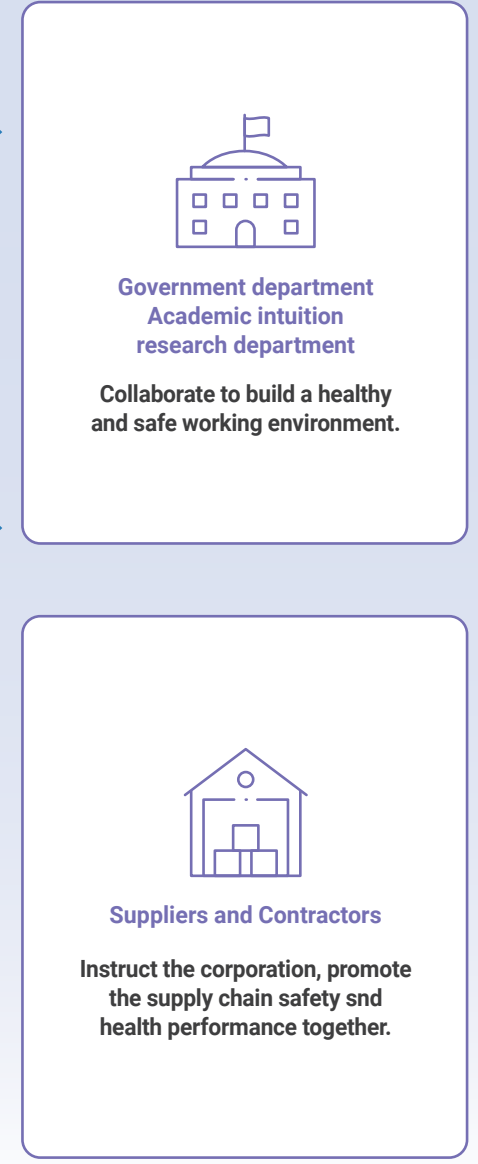 Government department
Academic intuition
research department
Collaborate to build a healthy
and safe working environment.
Suppliers and Contractors
Instruct the corporation, promote
the supply chain safety snd
health performance together.